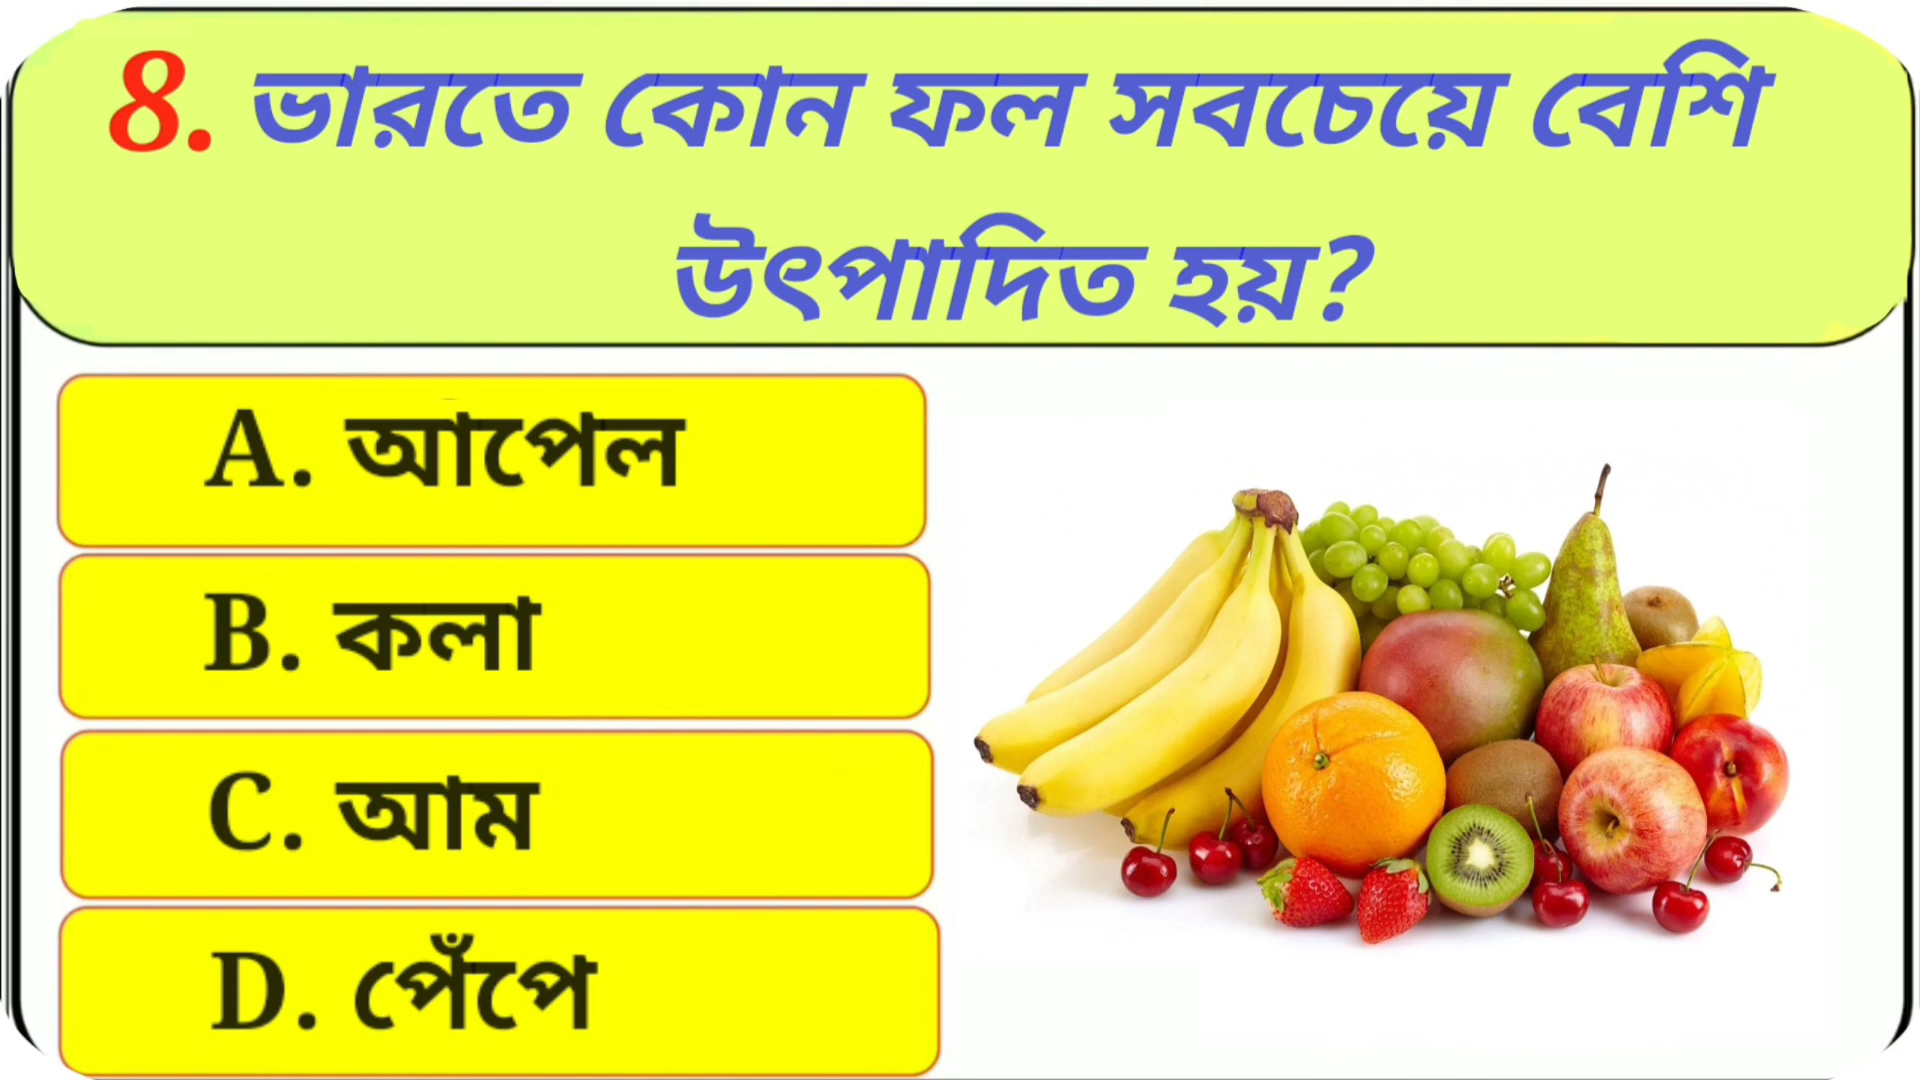 8. ভারতে কোন ফল সবচেয়ে বেশি
উৎপাদিত হয়?
A. আপেল
B. কলা
C. আম
D. পেঁপে